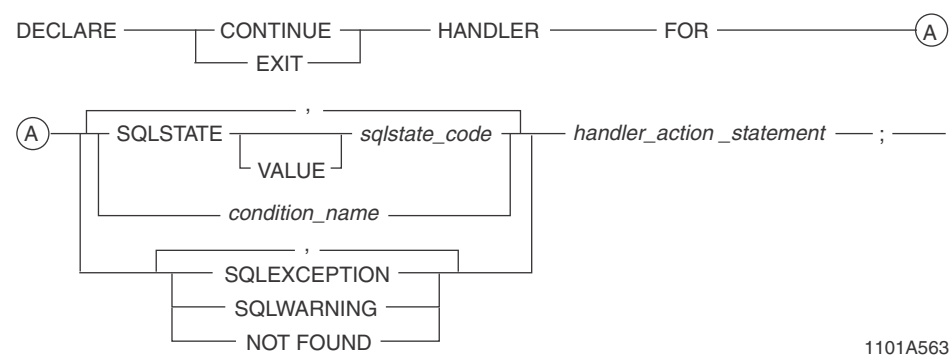 DECLARE CONTINUE HANDLER FOR A
EXIT
,
A SQLSTATE sqlstate_code handler_action _statement ;
VALUE
condition_name
,
SQLEXCEPTION
SQLWARNING
NOT FOUND
1101A563